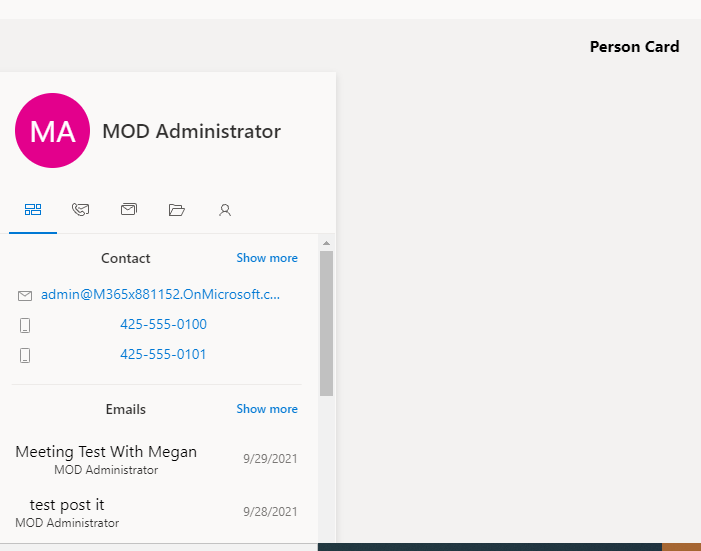 Person Card
MA
MOD Administrator
Contact
Show more
admin@M365x881152.OnMicrosoft.c...
425-555-0100
425-555-0101
Emails
Show more
Meeting Test With Megan
9/29/2021
MOD Administrator
test post it
9/28/2021
MOD Administrator